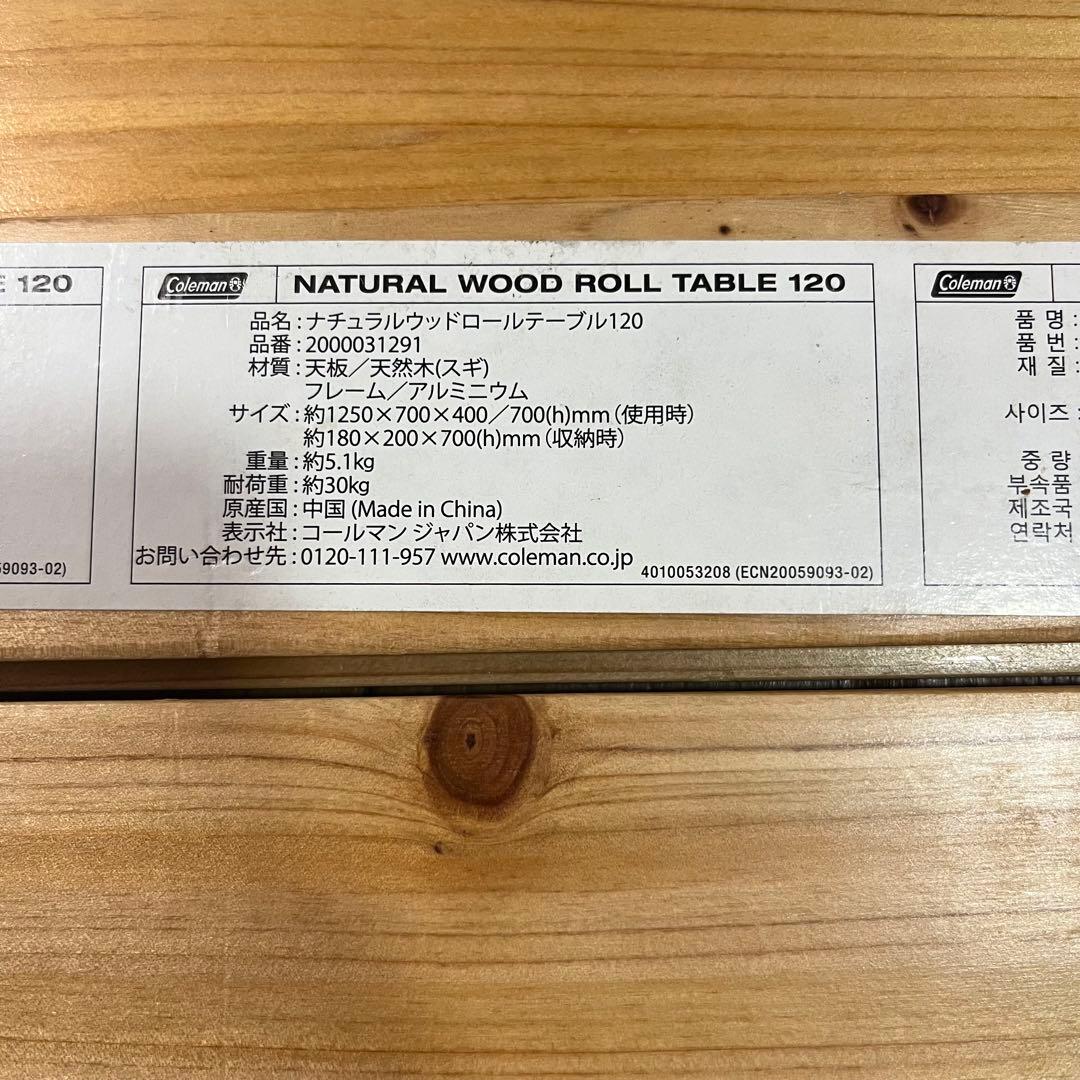 E 120
59093-02)
Coleman
NATURAL WOOD ROLL TABLE 120
品名:ナチュラルウッドロールテーブル120
品番:2000031291
材質:天板/天然木(スギ)
フレーム/アルミニウム
サイズ:約1250×700×400/700(h)mm(使用時)
約180×200×700(h)mm(収納時)
重量:約5.1kg
耐荷重:約30kg
原産国:中国 (Made in China)
表示社:コールマン ジャパン株式会社
お問い合わせ先:0120-111-957 www.coleman.co.jp
4010053208 (ECN20059093-02)
Coleman
품 명 :
품 번 :
재 질 :
사이즈 :
중 량
부속품
제조국
연락처